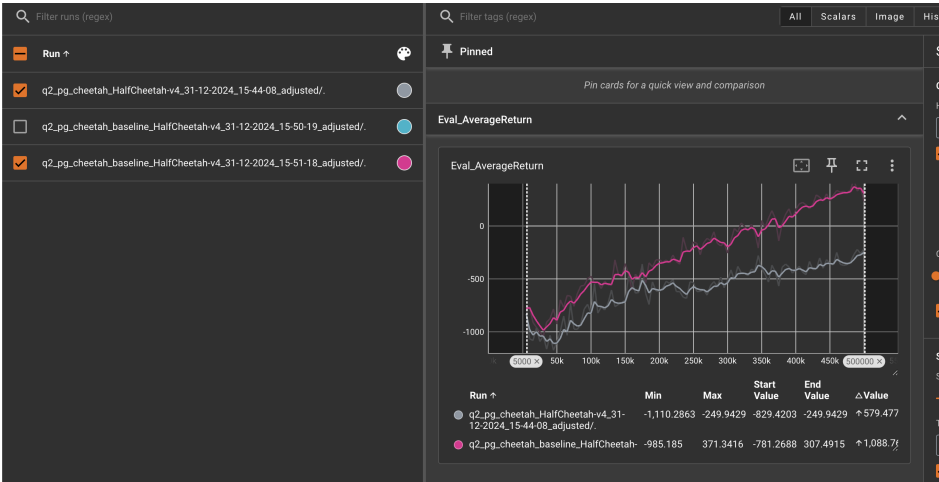 Filter runs (regex)
Run ↑
q2_pg_cheetah_HalfCheetah-v4_31-12-2024_15-44-08_adjusted/.
q2_pg_cheetah_baseline_HalfCheetah-v4_31-12-2024_15-50-19_adjusted/.
q2_pg_cheetah_baseline_HalfCheetah-v4_31-12-2024_15-51-18_adjusted/.
Filter tags (regex)
All Scalars Image His
Pinned
Pin cards for a quick view and comparison
Eval_AverageReturn
Eval_AverageReturn
0
-500
-1000
5000 × 50k 100k 150k 200k 250k 300k 350k 400k 450k 500000 ×
Run ↑ Min Max Start Value End Value △Value
q2_pg_cheetah_HalfCheetah-v4_31- -1,110.2863 -249.9429 -829.4203 -249.9429 ↑579.477
12-2024_15-44-08_adjusted/.
q2_pg_cheetah_baseline_HalfCheetah- -985.185 371.3416 -781.2688 307.4915 ↑1,088.76